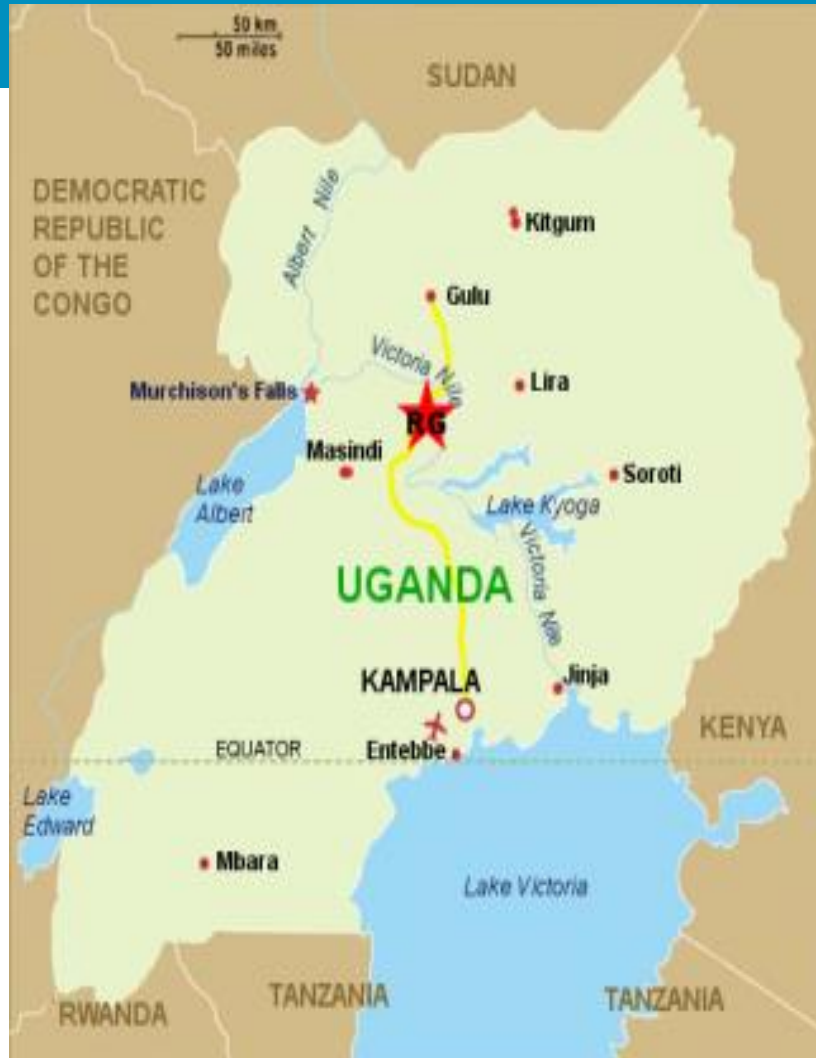 50 km
50 miles
SUDAN
DEMOCRATIC
REPUBLIC
OF THE
CONGO
Albert Nile
Kitgum
Gulu
Victoria Nile
Murchison's Falls
Lira
RG
Masindi
Soroti
Lake
Albert
Lake Kyoga
Victoria Nile
UGANDA
KAMPALA
Jinja
KENYA
EQUATOR
Entebbe
Lake
Edward
Mbara
Lake Victoria
TANZANIA
TANZANIA
RWANDA